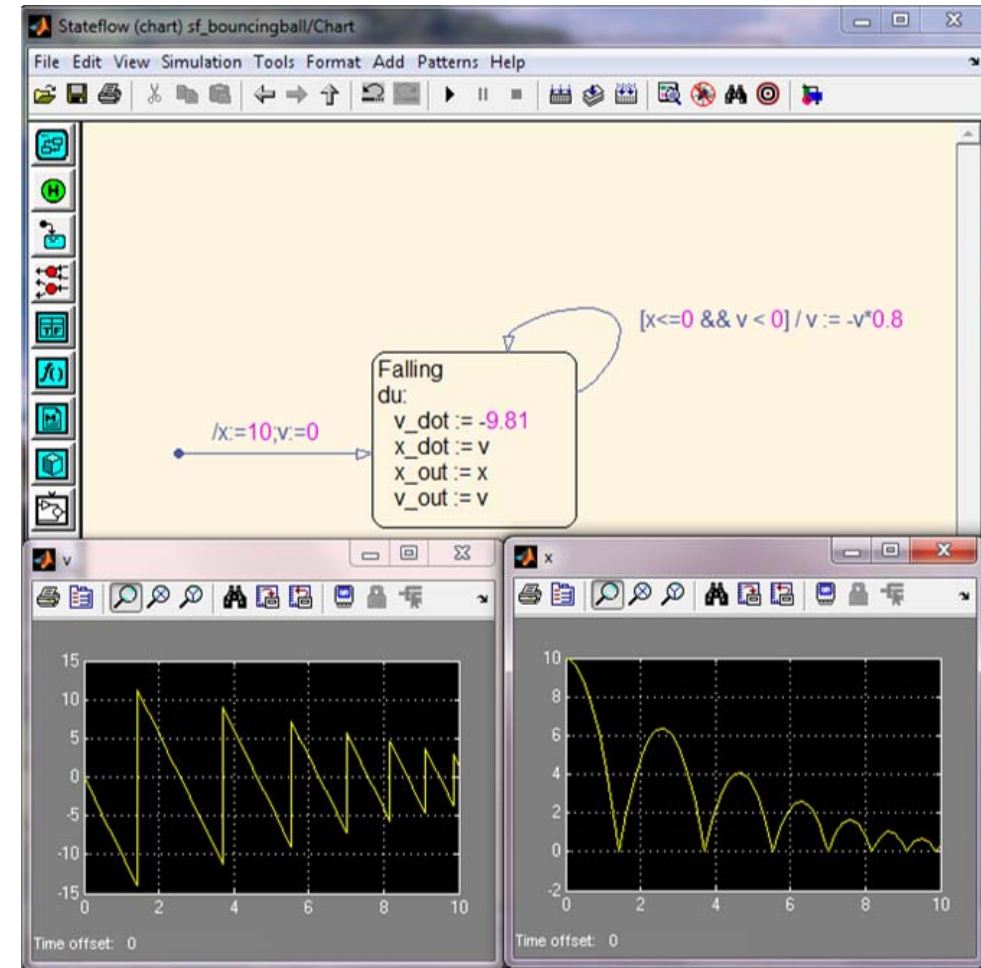 Stateflow (chart) sf_bouncingball/Chart
File Edit View Simulation Tools Format Add Patterns Help
H
T/F
f()
M
[x<=0 && v < 0] / v := -v*0.8
Falling
du:
v_dot := -9.81
x_dot := v
x_out := x
v_out := v
/x:=10;v:=0
v
15
10
5
0
-5
-10
-15
0 2 4 6 8 10
Time offset: 0
x
10
8
6
4
2
0
-2
0 2 4 6 8 10
Time offset: 0